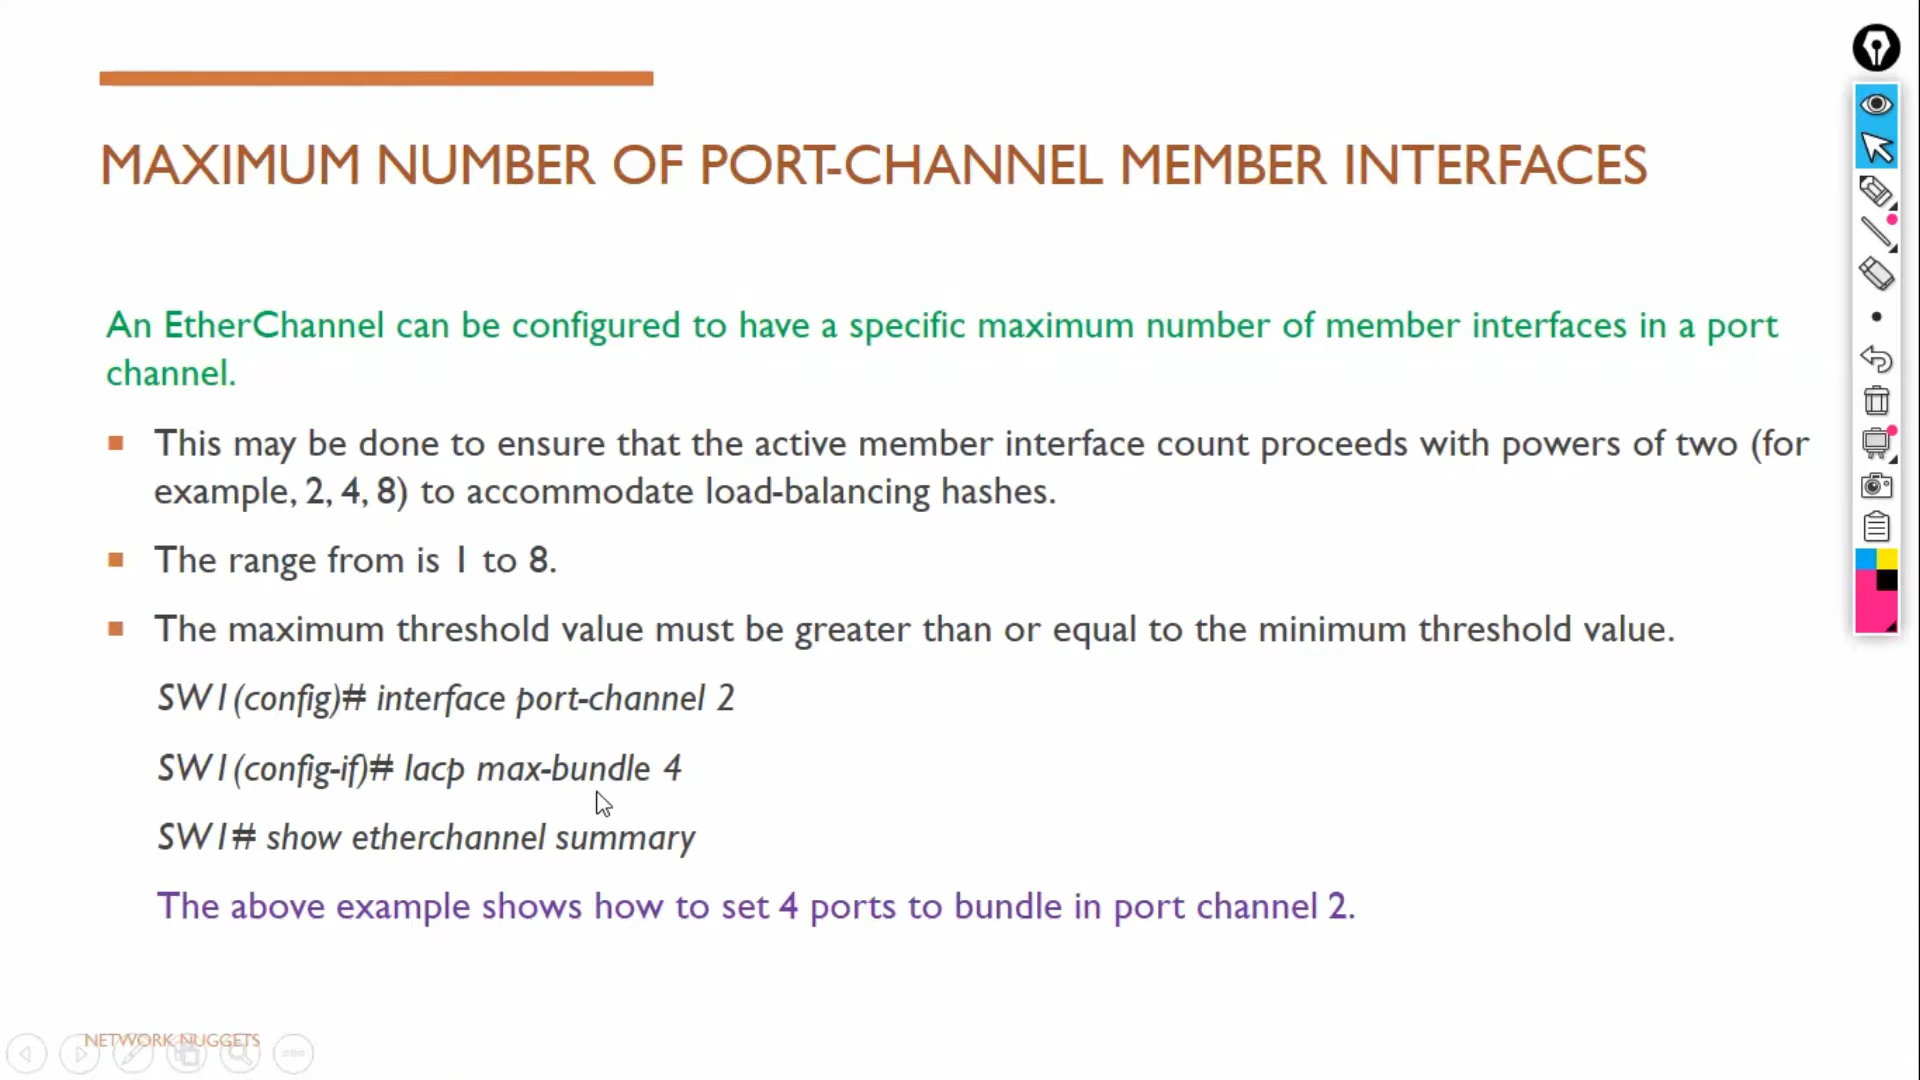 MAXIMUM NUMBER OF PORT-CHANNEL MEMBER INTERFACES
An EtherChannel can be configured to have a specific maximum number of member interfaces in a port
channel.
This may be done to ensure that the active member interface count proceeds with powers of two (for
example, 2, 4, 8) to accommodate load-balancing hashes.
The range from is 1 to 8.
The maximum threshold value must be greater than or equal to the minimum threshold value.
SW1(config)# interface port-channel 2
SW1(config-if)# lacp max-bundle 4
SW1# show etherchannel summary
The above example shows how to set 4 ports to bundle in port channel 2.
NETWORK NUGGETS